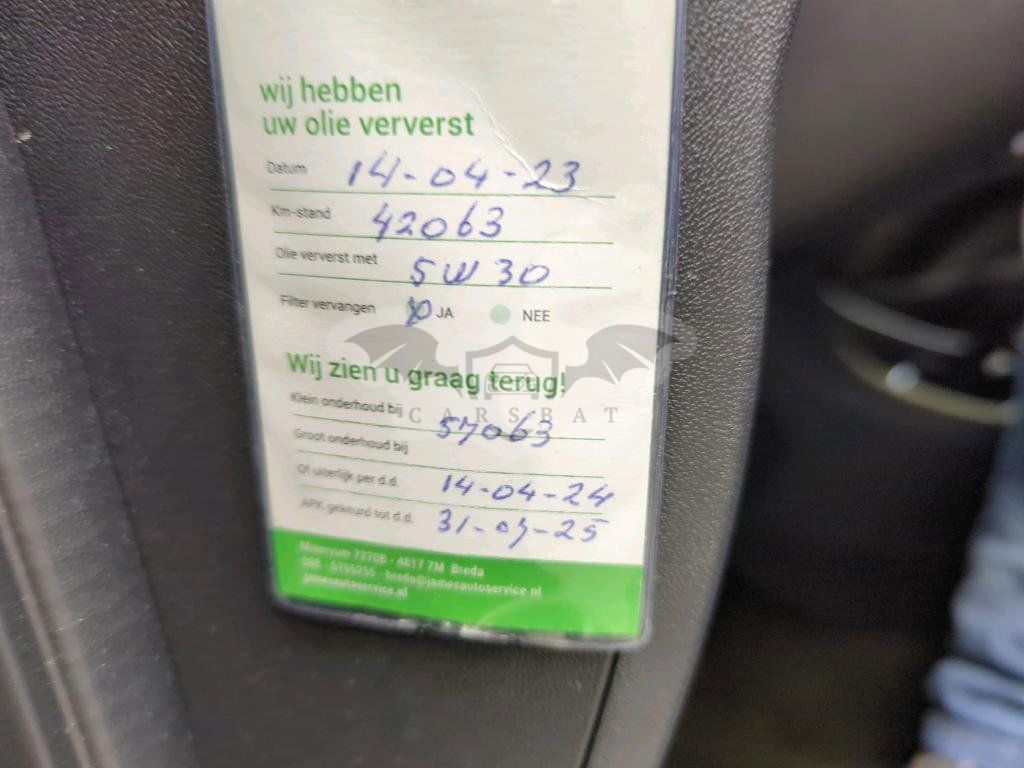 wij hebben
uw olie ververst
Datum 14-04-23
Km-stand 42063
Olie ververst met 5W30
Filter vervangen JA NEE
Wij zien u graag terug!
CARSBAT
Klein onderhoud bij 57063
Groot onderhoud bij
Of uiterlijk per d.d. 14-04-24
APK gekeurd tot d.d. 31-07-25
Minervum 7270B - 4817 ZM Breda
breda@jamesautoservice.nl
jamesautoservice.nl